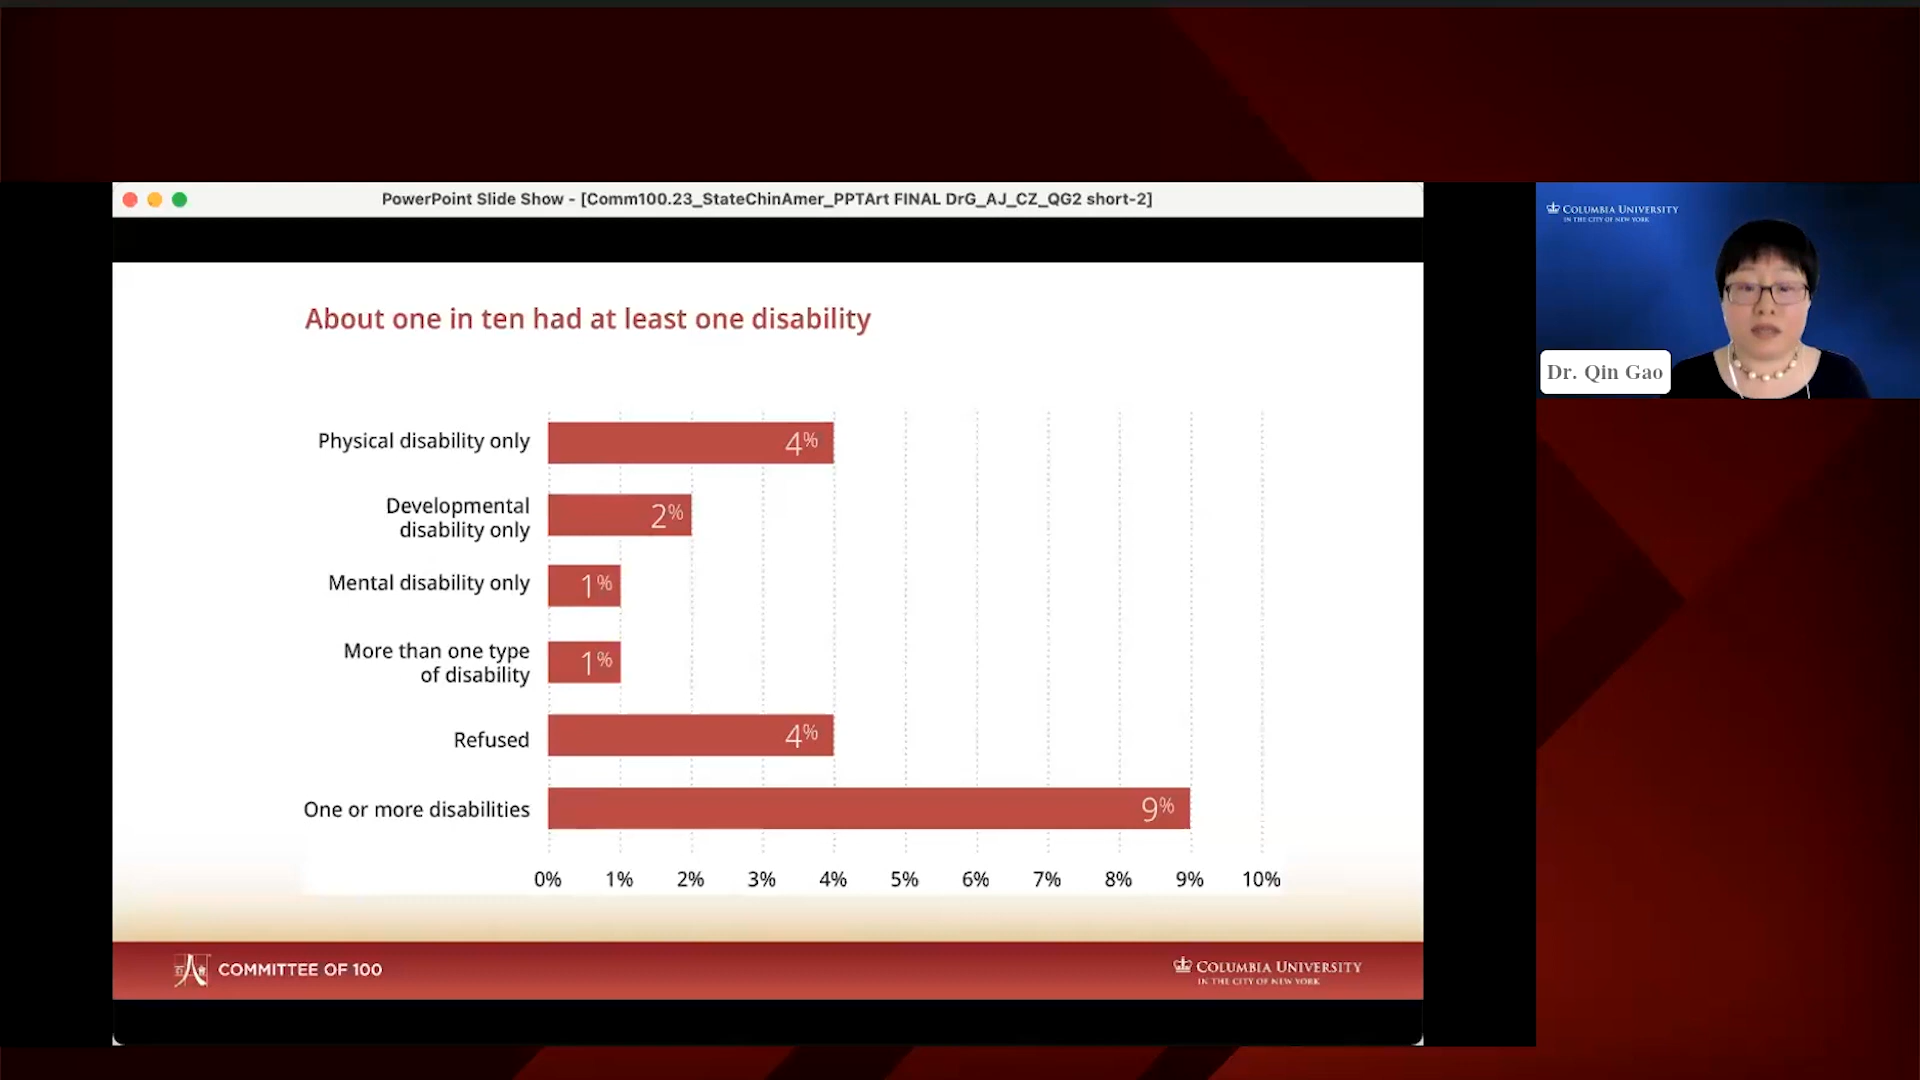 PowerPoint Slide Show - [Comm100.23_StateChinAmer_PPTArt FINAL DrG_AJ_CZ_QG2 short-2]
COLUMBIA UNIVERSITY
IN THE CITY OF NEW YORK
Dr. Qin Gao
About one in ten had at least one disability
Physical disability only
4%
Developmental
disability only
2%
Mental disability only
1%
More than one type
of disability
1%
Refused
4%
One or more disabilities
9%
0% 1% 2% 3% 4% 5% 6% 7% 8% 9% 10%
COMMITTEE OF 100
COLUMBIA UNIVERSITY
IN THE CITY OF NEW YORK